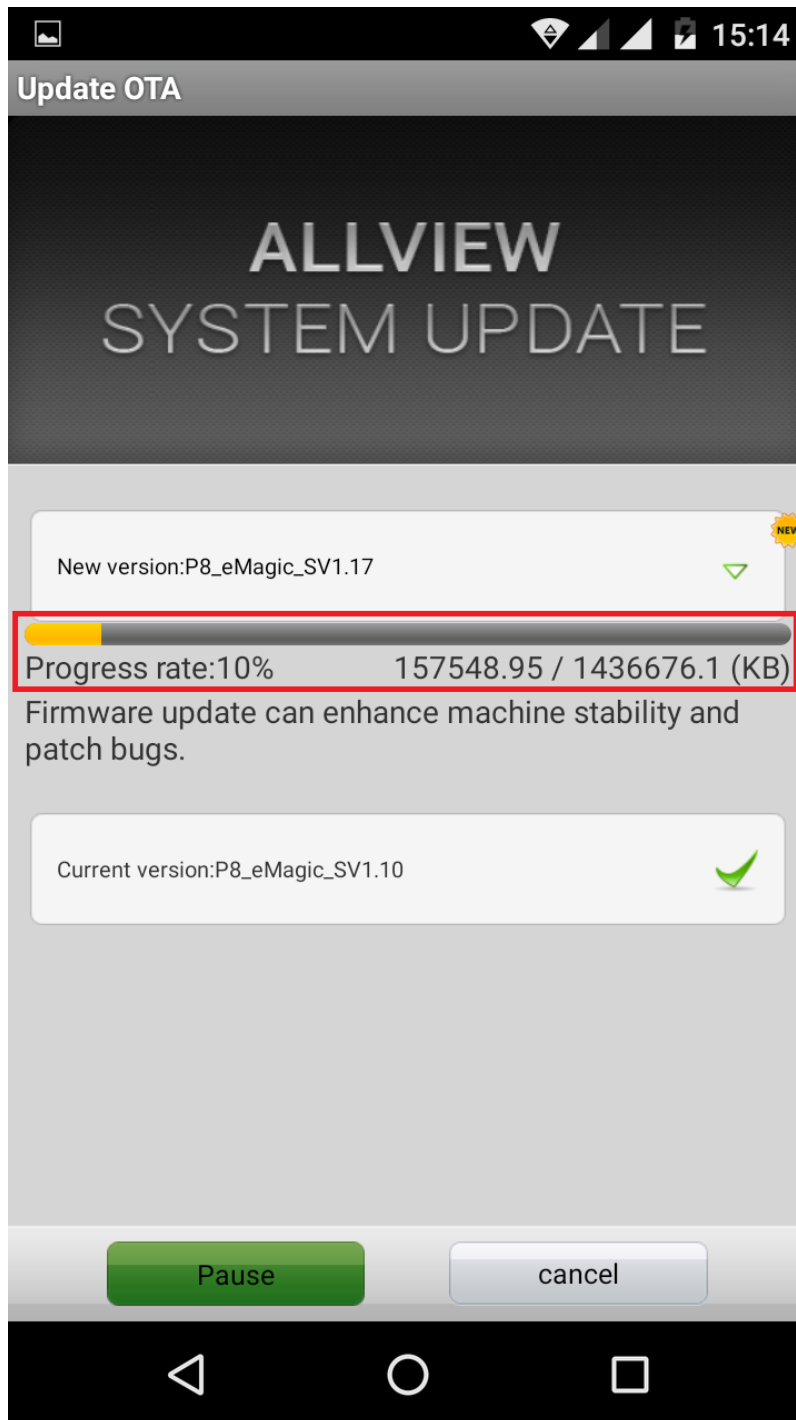 15:14
Update OTA
ALLVIEW
SYSTEM UPDATE
NEW
New version:P8_eMagic_SV1.17
Progress rate:10% 157548.95 / 1436676.1 (KB)
Firmware update can enhance machine stability and
patch bugs.
Current version:P8_eMagic_SV1.10
Pause cancel